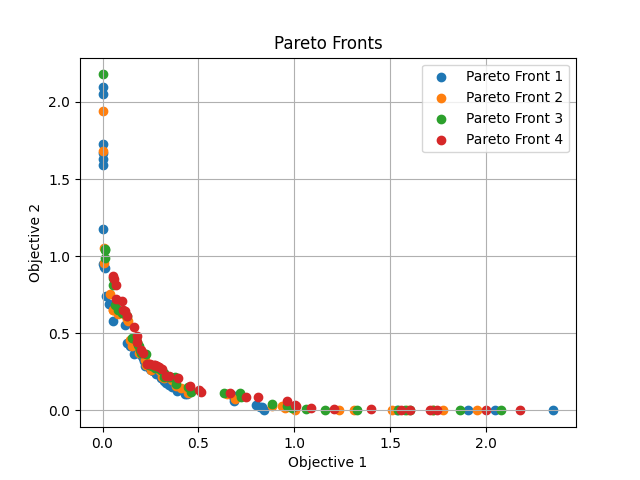 Pareto Fronts
Pareto Front 1
Pareto Front 2
Pareto Front 3
Pareto Front 4
Objective 2
2.0
1.5
1.0
0.5
0.0
0.0 0.5 1.0 1.5 2.0
Objective 1